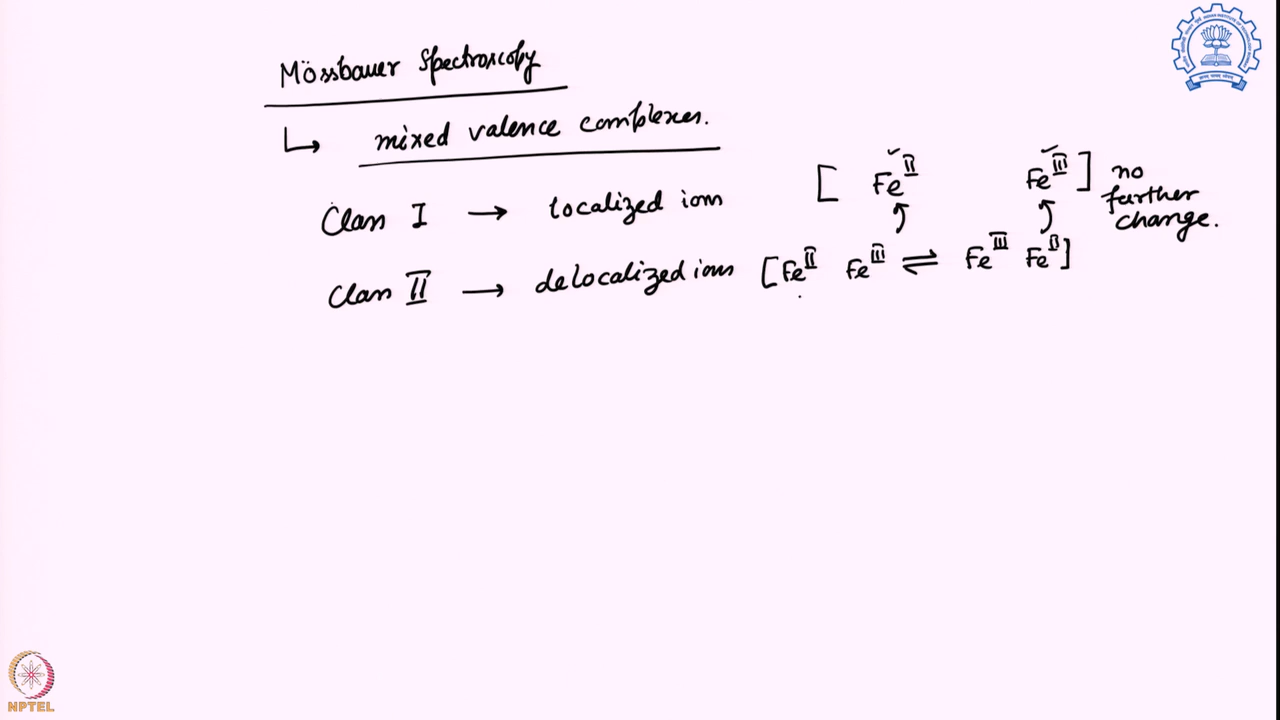 Mössbauer Spectroscopy
↳ mixed valence complexes.
Class I → localized ion [ Fe^II Fe^III ] no further change.
Class II → delocalized ions [Fe^II Fe^III ⇌ Fe^III Fe^II]
NPTEL